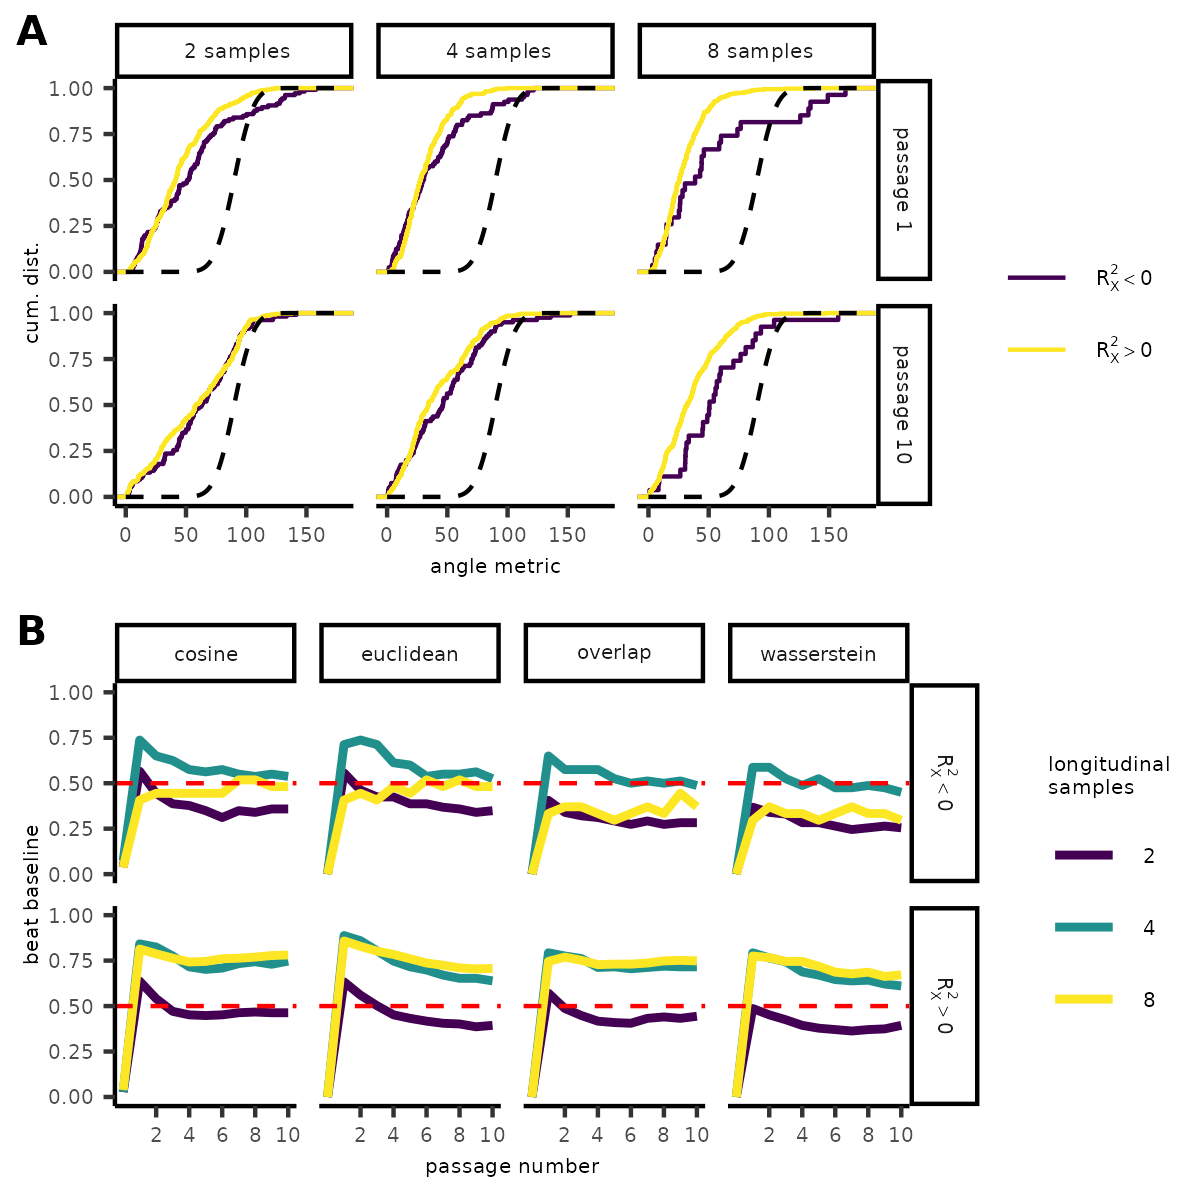 A
2 samples 4 samples 8 samples
1.00
0.75
0.50
0.25
0.00
passage 1
1.00
0.75
0.50
0.25
0.00
passage 10
cum. dist.
0 50 100 150 0 50 100 150 0 50 100 150
angle metric
R²_X < 0
R²_X > 0
B
cosine euclidean overlap wasserstein
1.00
0.75
0.50
0.25
0.00
R²_X < 0
1.00
0.75
0.50
0.25
0.00
R²_X > 0
beat baseline
2 4 6 8 10 2 4 6 8 10 2 4 6 8 10 2 4 6 8 10
passage number
longitudinal
samples
2
4
8